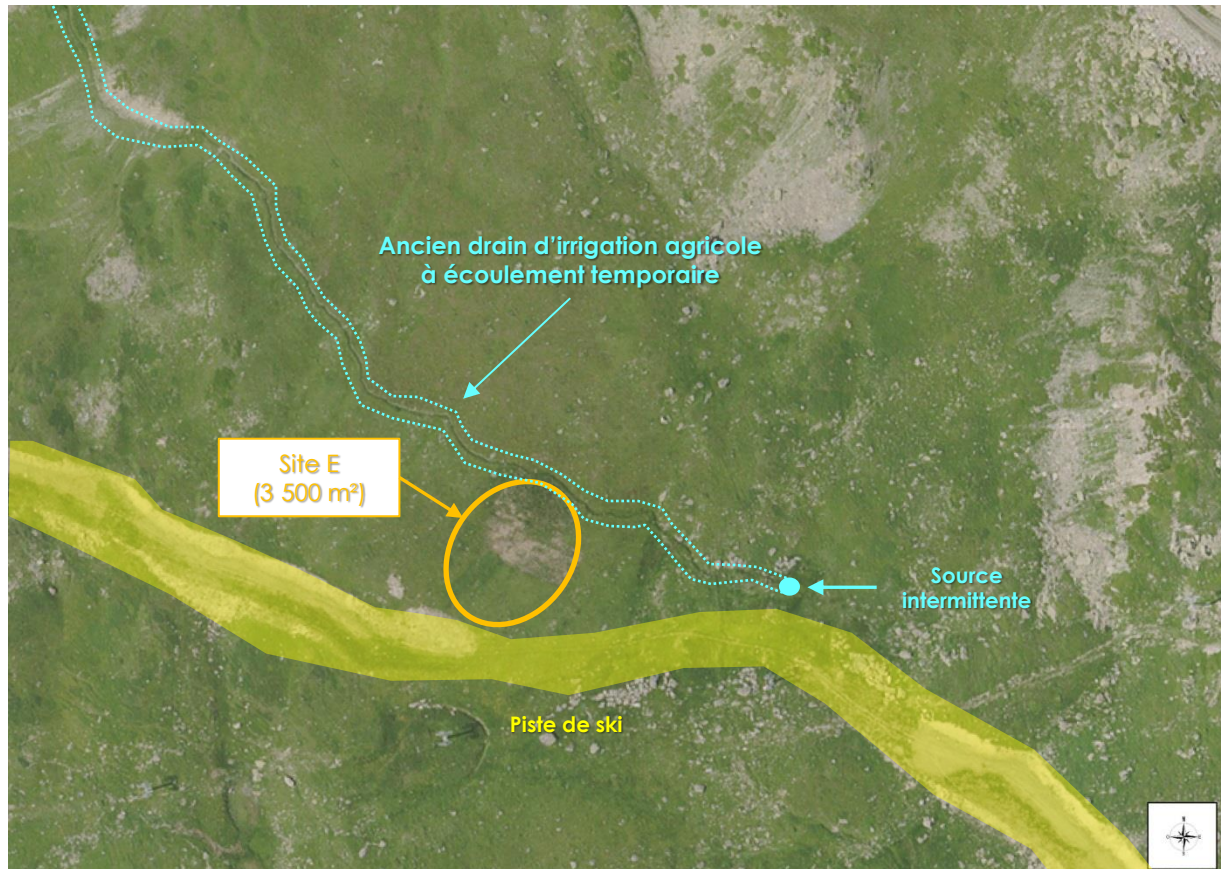 Ancien drain d'irrigation agricole
à écoulement temporaire
Site E
(3 500 m²)
Source
intermittente
Piste de ski